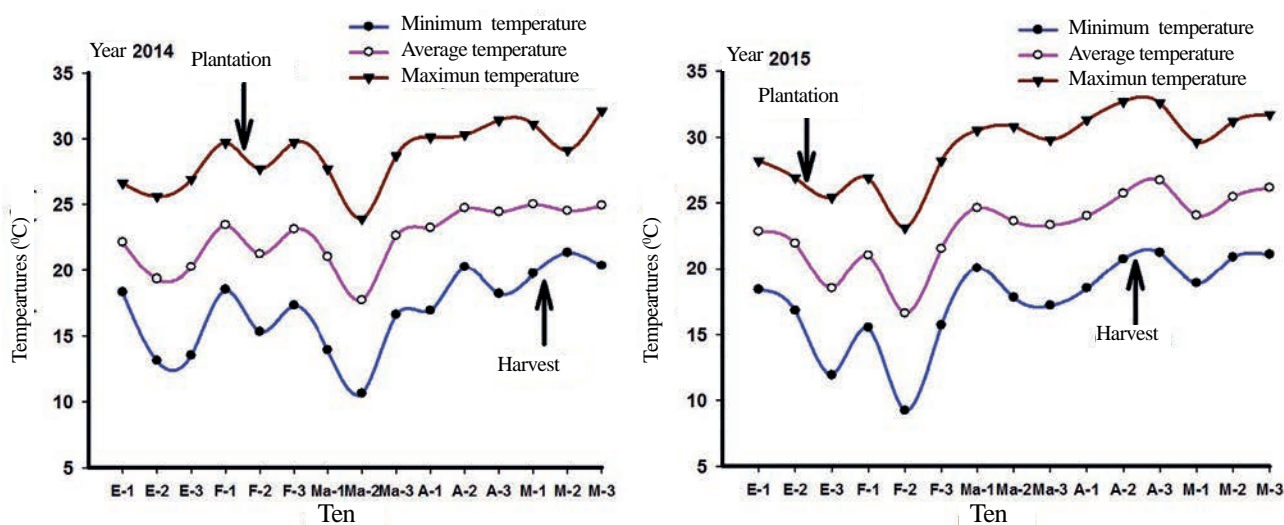 Minimum temperature
Average temperature
Maximun temperature
Year 2014
Plantation
Harvest
Tempeartures (⁰C)
35
30
25
20
15
10
5
E-1 E-2 E-3 F-1 F-2 F-3 Ma-1 Ma-2 Ma-3 A-1 A-2 A-3 M-1 M-2 M-3
Ten
Minimum temperature
Average temperature
Maximun temperature
Year 2015
Plantation
Harvest
Tempeartures (⁰C)
35
30
25
20
15
10
5
E-1 E-2 E-3 F-1 F-2 F-3 Ma-1 Ma-2 Ma-3 A-1 A-2 A-3 M-1 M-2 M-3
Ten